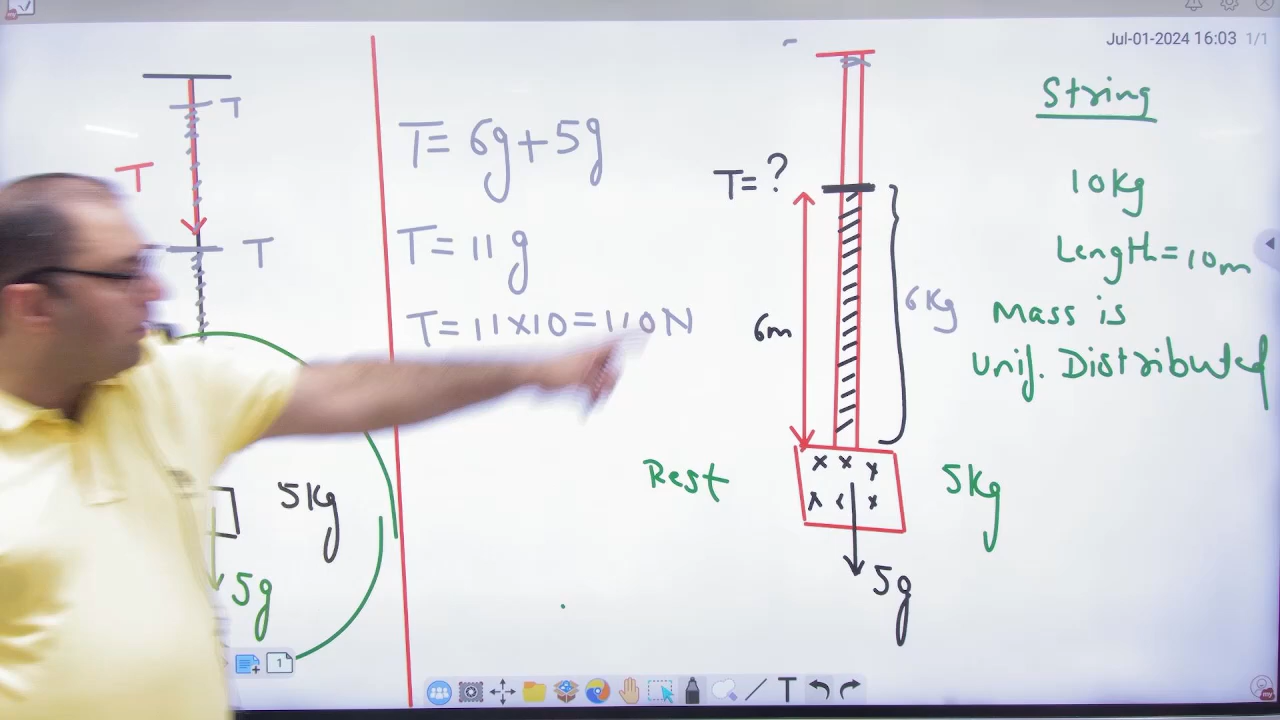 Jul-01-2024 16:03 1/1
T
T
T
5Kg
5g
T= 6g+5g
T= 11g
T= 11×10=110N
T= ?
6m
6Kg
Rest
5Kg
5g
String
10Kg
Length=10m
Mass is
Unif. Distributed
1
T